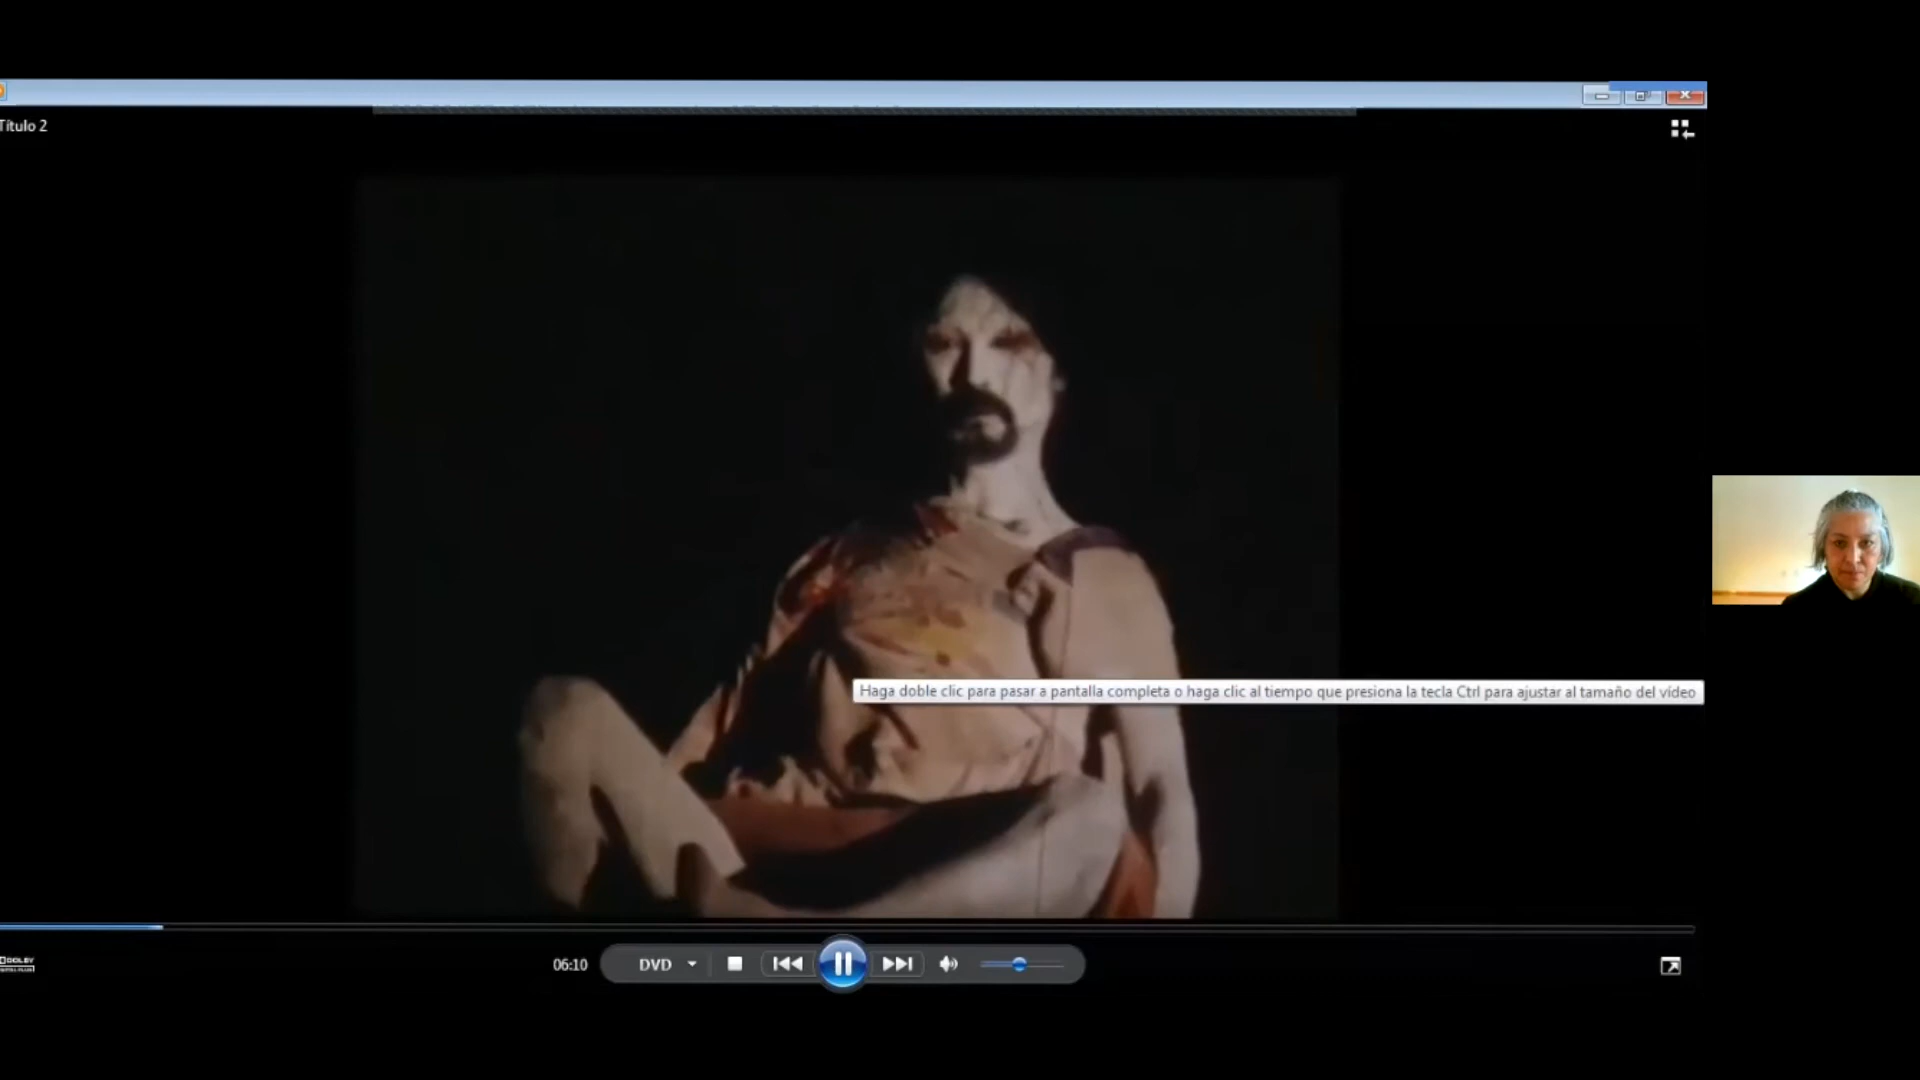 Título 2
Haga doble clic para pasar a pantalla completa o haga clic al tiempo que presiona la tecla Ctrl para ajustar al tamaño del vídeo
06:10
DVD
DOLBY